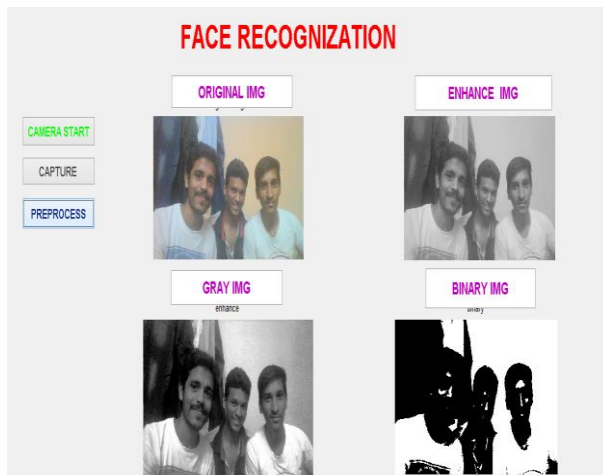 FACE RECOGNIZATION
ORIGINAL IMG
ENHANCE IMG
CAMERA START
CAPTURE
PREPROCESS
GRAY IMG
enhance
BINARY IMG
binary